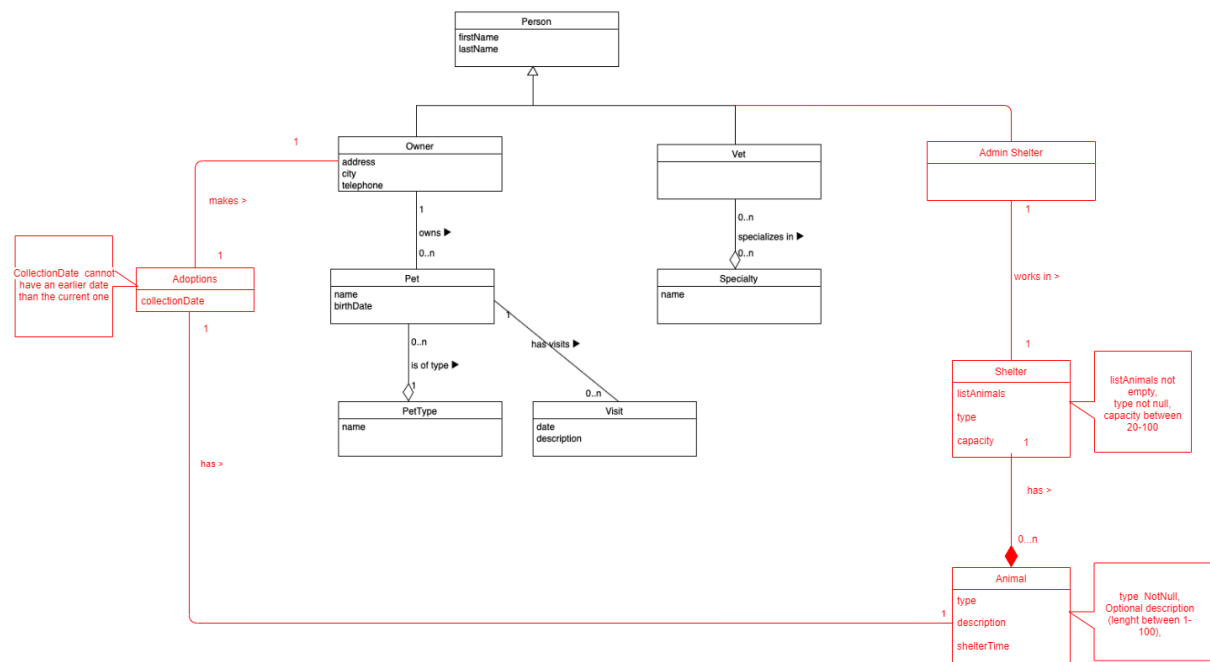 Person
firstName
lastName
1
Owner
address
city
telephone
Vet
Admin Shelter
makes >
1
owns ▶
0..n
0..n
specializes in ▶
0..n
1
works in >
1
CollectionDate cannot
have an earlier date
than the current one
1
Adoptions
collectionDate
1
Pet
name
birthDate
1
has visits ▶
0..n
Specialty
name
0..n
is of type ▶
1
PetType
name
Visit
date
description
Shelter
listAnimals
type
capacity
1
listAnimals not
empty,
type not null,
capacity between
20-100
has >
has >
0...n
Animal
type
description
shelterTime
1
type NotNull,
Optional description
(lenght between 1-
100),